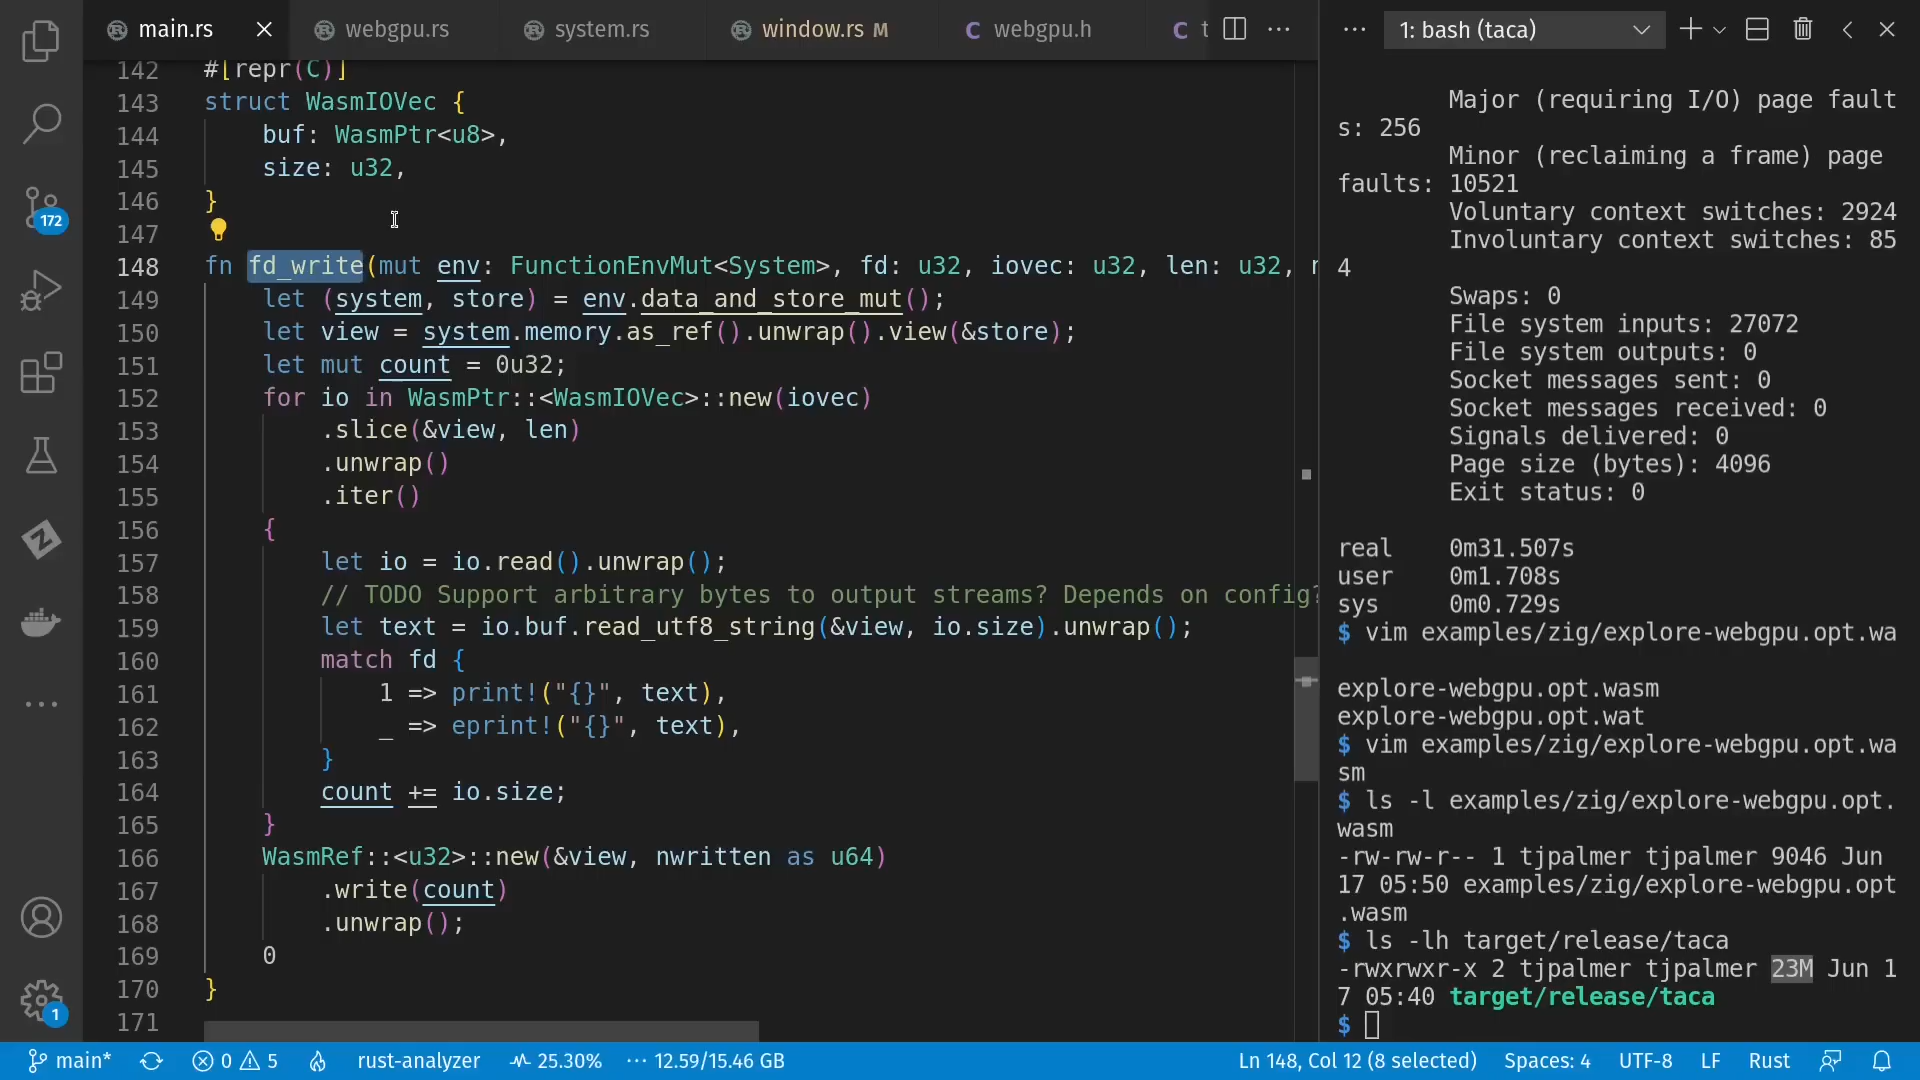 main.rs
webgpu.rs
system.rs
window.rs M
webgpu.h
t
1: bash (taca)
142 #[repr(C)]
143 struct WasmIOVec {
144 buf: WasmPtr<u8>,
145 size: u32,
146 }
147
148 fn fd_write(mut env: FunctionEnvMut<System>, fd: u32, iovec: u32, len: u32,
149 let (system, store) = env.data_and_store_mut();
150 let view = system.memory.as_ref().unwrap().view(&store);
151 let mut count = 0u32;
152 for io in WasmPtr::<WasmIOVec>::new(iovec)
153 .slice(&view, len)
154 .unwrap()
155 .iter()
156 {
157 let io = io.read().unwrap();
158 // TODO Support arbitrary bytes to output streams? Depends on config?
159 let text = io.buf.read_utf8_string(&view, io.size).unwrap();
160 match fd {
161 1 => print!("{}", text),
162 _ => eprint!("{}", text),
163 }
164 count += io.size;
165 }
166 WasmRef::<u32>::new(&view, nwritten as u64)
167 .write(count)
168 .unwrap();
169 0
170 }
171
Major (requiring I/O) page fault
s: 256
Minor (reclaiming a frame) page
faults: 10521
Voluntary context switches: 2924
Involuntary context switches: 85
4
Swaps: 0
File system inputs: 27072
File system outputs: 0
Socket messages sent: 0
Socket messages received: 0
Signals delivered: 0
Page size (bytes): 4096
Exit status: 0
real 0m31.507s
user 0m1.708s
sys 0m0.729s
$ vim examples/zig/explore-webgpu.opt.wa
explore-webgpu.opt.wasm
explore-webgpu.opt.wat
$ vim examples/zig/explore-webgpu.opt.wa
sm
$ ls -l examples/zig/explore-webgpu.opt.
wasm
-rw-rw-r-- 1 tjpalmer tjpalmer 9046 Jun
17 05:50 examples/zig/explore-webgpu.opt
.wasm
$ ls -lh target/release/taca
-rwxrwxr-x 2 tjpalmer tjpalmer 23M Jun 1
7 05:40 target/release/taca
$
172
1
main* 0 5 rust-analyzer 25.30% 12.59/15.46 GB Ln 148, Col 12 (8 selected) Spaces: 4 UTF-8 LF Rust